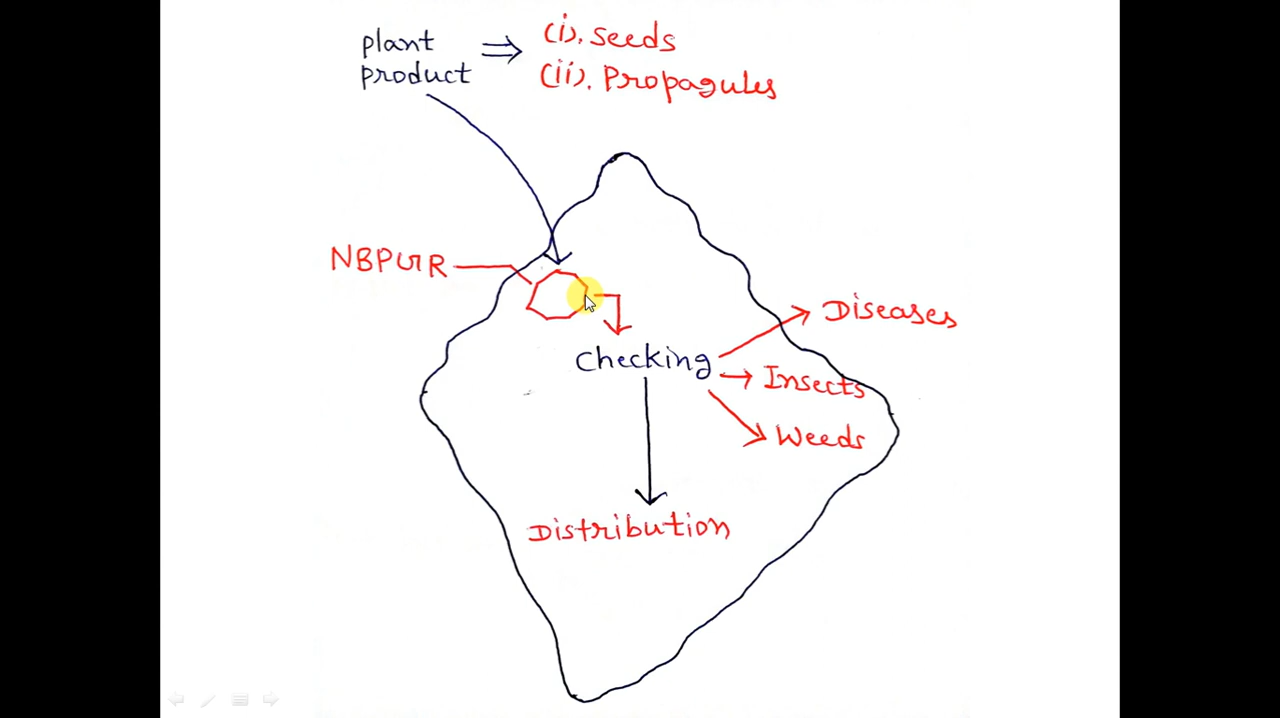 plant ⇒ (i). Seeds
product (ii). Propagules
NBPGR
Checking
Diseases
Insects
Weeds
Distribution